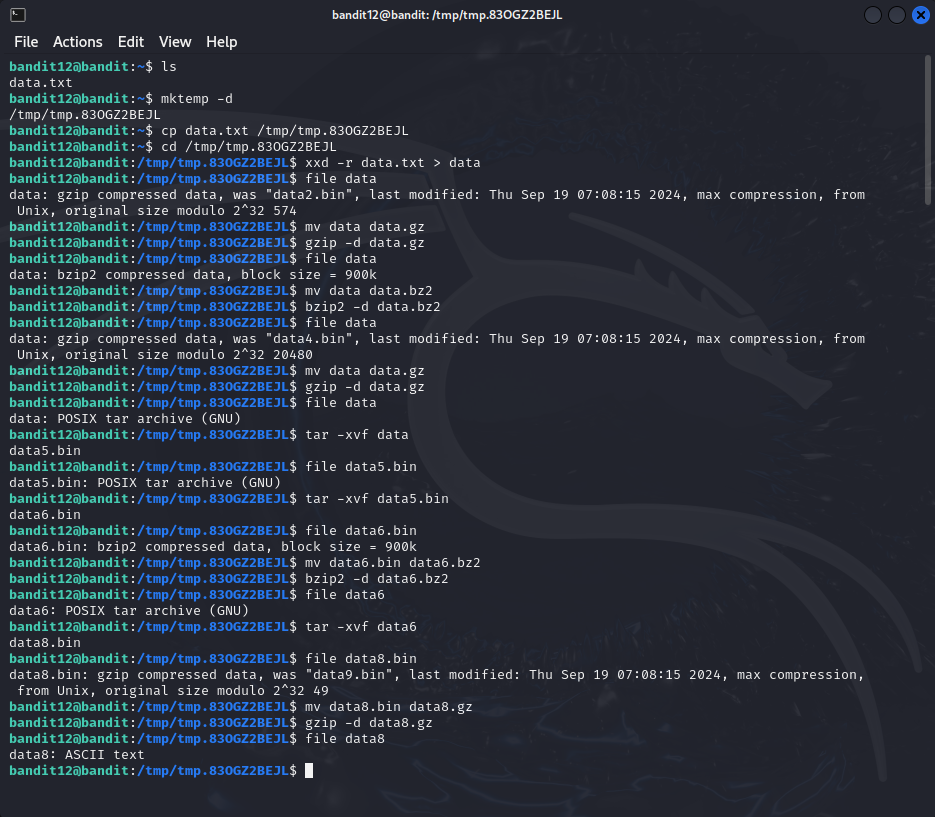 bandit12@bandit: /tmp/tmp.83OGZ2BEJL
File Actions Edit View Help
bandit12@bandit:~$ ls
data.txt
bandit12@bandit:~$ mktemp -d
/tmp/tmp.83OGZ2BEJL
bandit12@bandit:~$ cp data.txt /tmp/tmp.83OGZ2BEJL
bandit12@bandit:~$ cd /tmp/tmp.83OGZ2BEJL
bandit12@bandit:/tmp/tmp.83OGZ2BEJL$ xxd -r data.txt > data
bandit12@bandit:/tmp/tmp.83OGZ2BEJL$ file data
data: gzip compressed data, was "data2.bin", last modified: Thu Sep 19 07:08:15 2024, max compression, from
 Unix, original size modulo 2^32 574
bandit12@bandit:/tmp/tmp.83OGZ2BEJL$ mv data data.gz
bandit12@bandit:/tmp/tmp.83OGZ2BEJL$ gzip -d data.gz
bandit12@bandit:/tmp/tmp.83OGZ2BEJL$ file data
data: bzip2 compressed data, block size = 900k
bandit12@bandit:/tmp/tmp.83OGZ2BEJL$ mv data data.bz2
bandit12@bandit:/tmp/tmp.83OGZ2BEJL$ bzip2 -d data.bz2
bandit12@bandit:/tmp/tmp.83OGZ2BEJL$ file data
data: gzip compressed data, was "data4.bin", last modified: Thu Sep 19 07:08:15 2024, max compression, from
 Unix, original size modulo 2^32 20480
bandit12@bandit:/tmp/tmp.83OGZ2BEJL$ mv data data.gz
bandit12@bandit:/tmp/tmp.83OGZ2BEJL$ gzip -d data.gz
bandit12@bandit:/tmp/tmp.83OGZ2BEJL$ file data
data: POSIX tar archive (GNU)
bandit12@bandit:/tmp/tmp.83OGZ2BEJL$ tar -xvf data
data5.bin
bandit12@bandit:/tmp/tmp.83OGZ2BEJL$ file data5.bin
data5.bin: POSIX tar archive (GNU)
bandit12@bandit:/tmp/tmp.83OGZ2BEJL$ tar -xvf data5.bin
data6.bin
bandit12@bandit:/tmp/tmp.83OGZ2BEJL$ file data6.bin
data6.bin: bzip2 compressed data, block size = 900k
bandit12@bandit:/tmp/tmp.83OGZ2BEJL$ mv data6.bin data6.bz2
bandit12@bandit:/tmp/tmp.83OGZ2BEJL$ bzip2 -d data6.bz2
bandit12@bandit:/tmp/tmp.83OGZ2BEJL$ file data6
data6: POSIX tar archive (GNU)
bandit12@bandit:/tmp/tmp.83OGZ2BEJL$ tar -xvf data6
data8.bin
bandit12@bandit:/tmp/tmp.83OGZ2BEJL$ file data8.bin
data8.bin: gzip compressed data, was "data9.bin", last modified: Thu Sep 19 07:08:15 2024, max compression,
 from Unix, original size modulo 2^32 49
bandit12@bandit:/tmp/tmp.83OGZ2BEJL$ mv data8.bin data8.gz
bandit12@bandit:/tmp/tmp.83OGZ2BEJL$ gzip -d data8.gz
bandit12@bandit:/tmp/tmp.83OGZ2BEJL$ file data8
data8: ASCII text
bandit12@bandit:/tmp/tmp.83OGZ2BEJL$